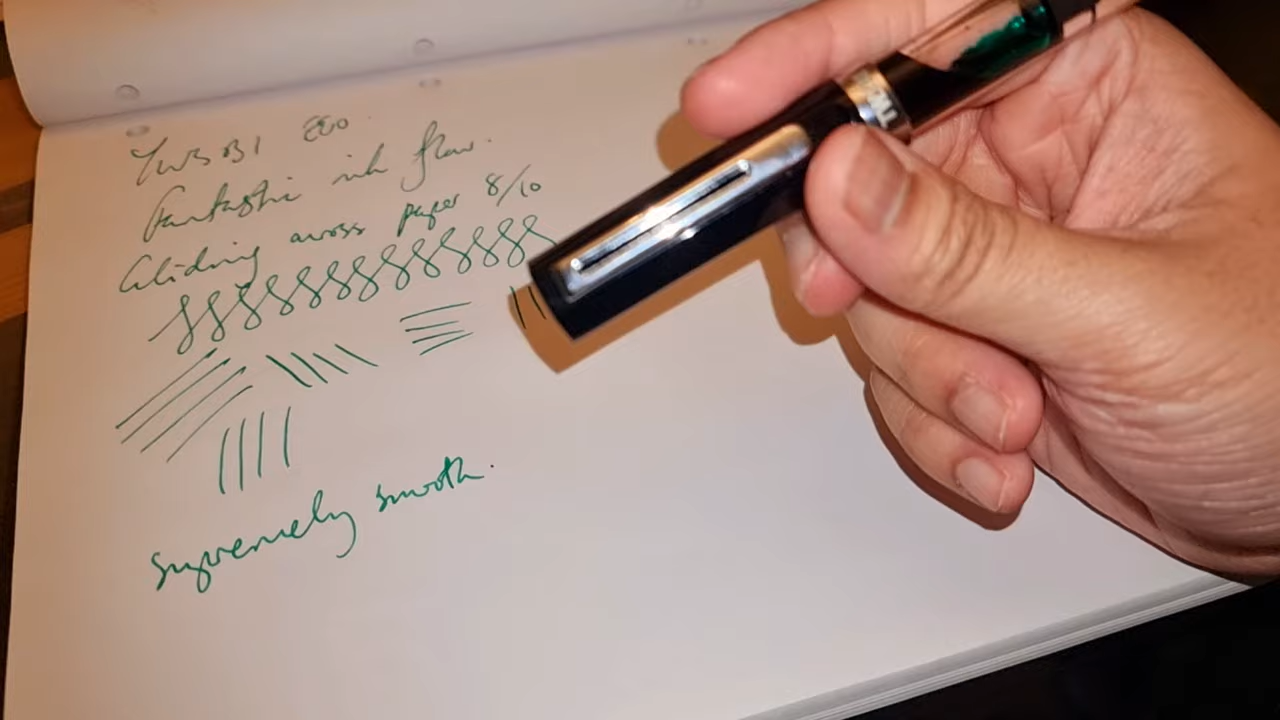 TWSBI ECO
Fantastic ink flow.
Gliding across paper 8/10
Supremely smooth.